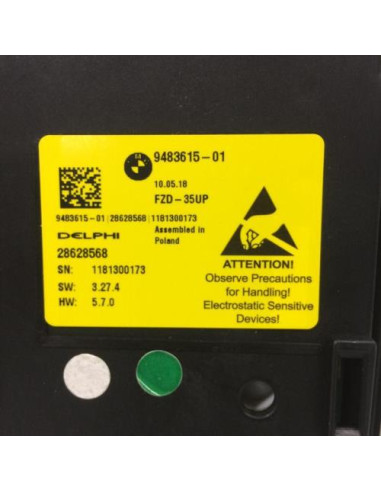 9483615-01
10.05.18
FZD-35UP
9483615-01|28628568|1181300173
DELPHI
Assembled in
Poland
28628568
SN: 1181300173
SW: 3.27.4
HW: 5.7.0
ATTENTION!
Observe Precautions
for Handling!
Electrostatic Sensitive
Devices!